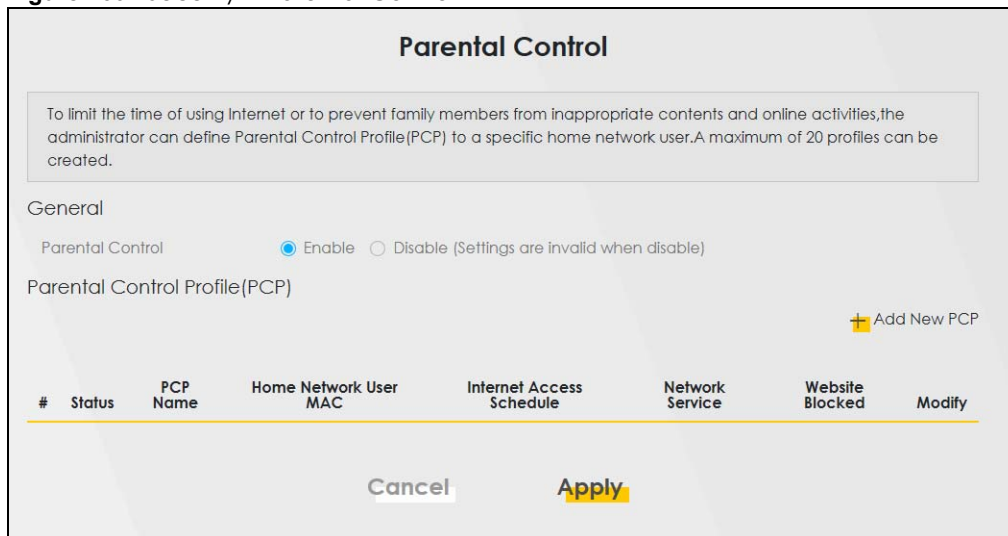 Parental Control
To limit the time of using Internet or to prevent family members from inappropriate contents and online activities,the
administrator can define Parental Control Profile(PCP) to a specific home network user.A maximum of 20 profiles can be
created.
General
Parental Control Enable Disable (Settings are invalid when disable)
Parental Control Profile(PCP)
+ Add New PCP
# Status PCP Name Home Network User MAC Internet Access Schedule Network Service Website Blocked Modify
Cancel Apply